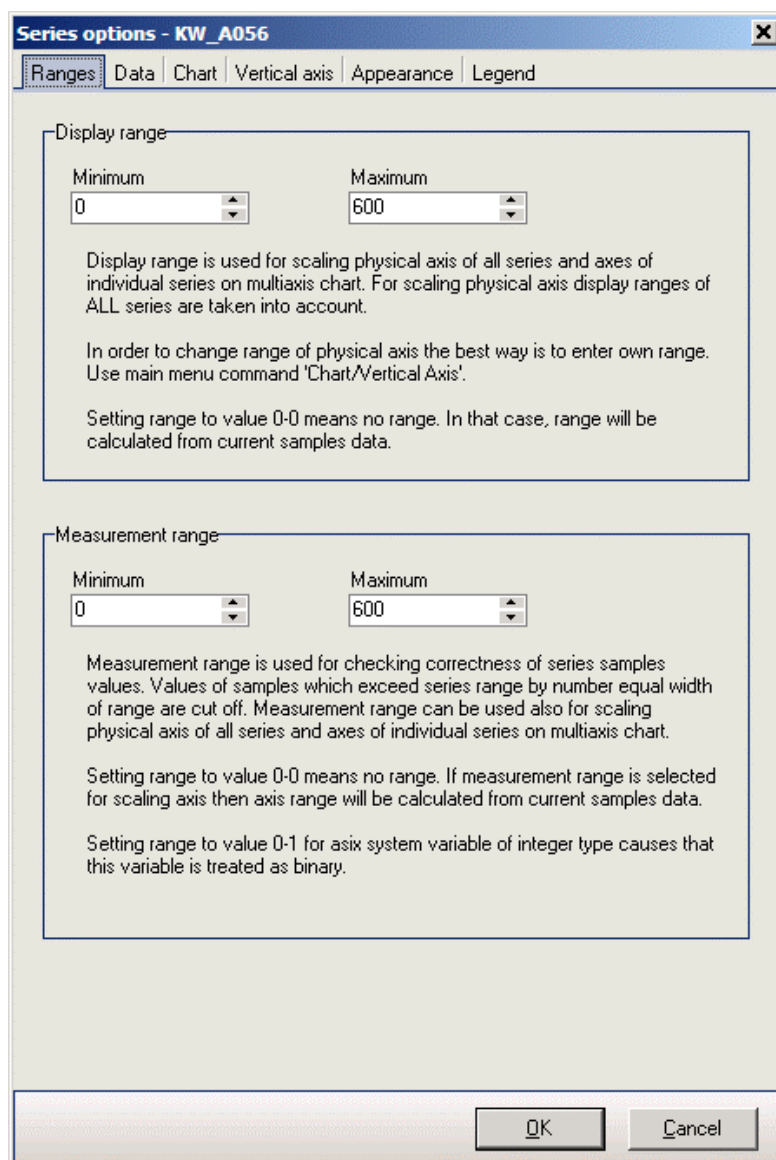 Series options - KW_A056
Ranges Data Chart Vertical axis Appearance Legend
Display range
Minimum Maximum
0 600
Display range is used for scaling physical axis of all series and axes of
individual series on multiaxis chart. For scaling physical axis display ranges of
ALL series are taken into account.
In order to change range of physical axis the best way is to enter own range.
Use main menu command 'Chart/Vertical Axis'.
Setting range to value 0-0 means no range. In that case, range will be
calculated from current samples data.
Measurement range
Minimum Maximum
0 600
Measurement range is used for checking correctness of series samples
values. Values of samples which exceed series range by number equal width
of range are cut off. Measurement range can be used also for scaling
physical axis of all series and axes of individual series on multiaxis chart.
Setting range to value 0-0 means no range. If measurement range is selected
for scaling axis then axis range will be calculated from current samples data.
Setting range to value 0-1 for asix system variable of integer type causes that
this variable is treated as binary.
OK Cancel